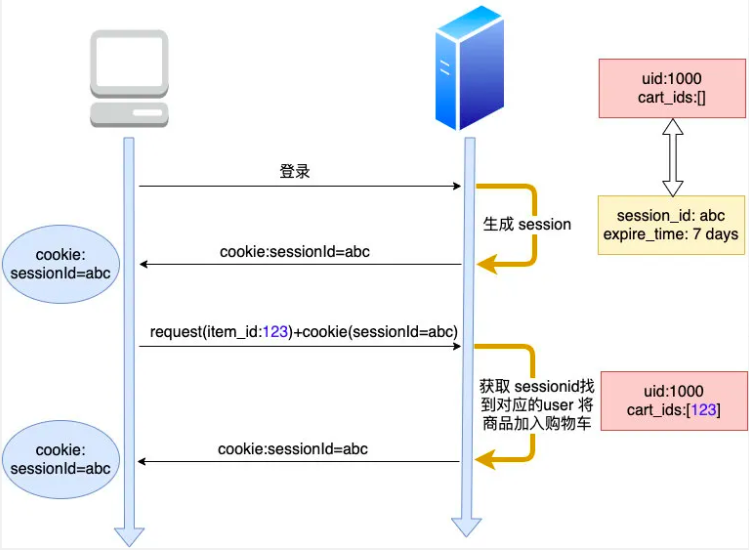 uid:1000
cart_ids:[]
登录
生成 session
session_id: abc
expire_time: 7 days
cookie:
sessionId=abc
cookie:sessionId=abc
request(item_id:123)+cookie(sessionId=abc)
获取 sessionid找
到对应的user 将
商品加入购物车
uid:1000
cart_ids:[123]
cookie:
sessionId=abc
cookie:sessionId=abc